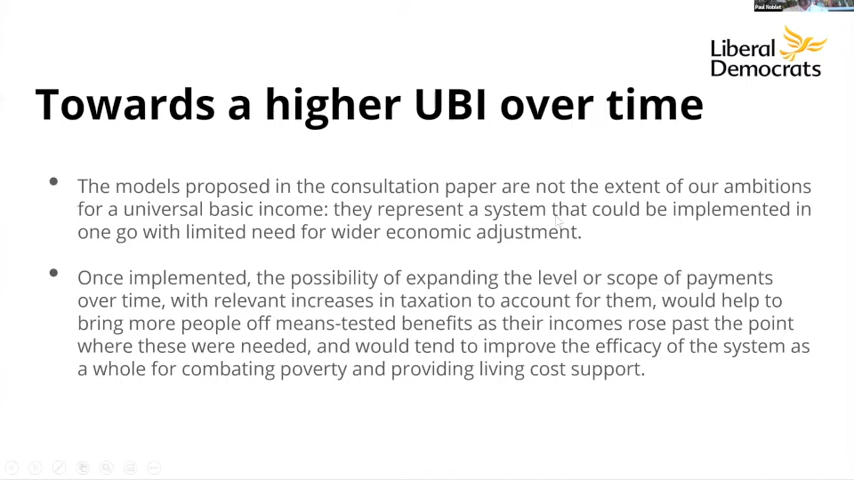 Paul Noblet
Liberal
Democrats
Towards a higher UBI over time
• The models proposed in the consultation paper are not the extent of our ambitions
for a universal basic income: they represent a system that could be implemented in
one go with limited need for wider economic adjustment.
• Once implemented, the possibility of expanding the level or scope of payments
over time, with relevant increases in taxation to account for them, would help to
bring more people off means-tested benefits as their incomes rose past the point
where these were needed, and would tend to improve the efficacy of the system as
a whole for combating poverty and providing living cost support.